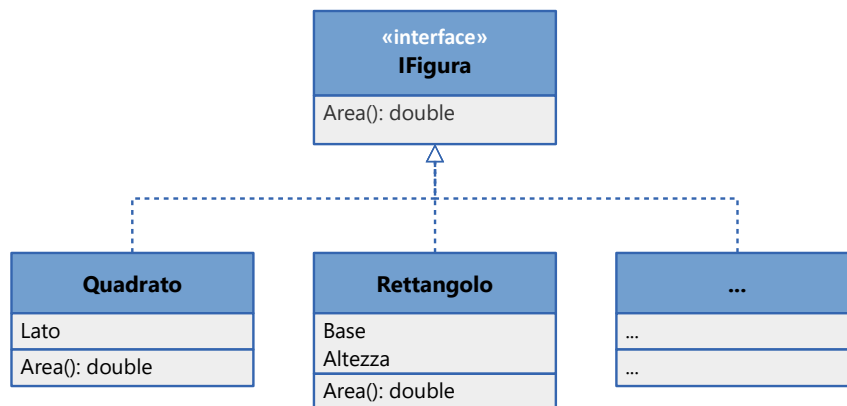 «interface»
IFigura
Area(): double
Quadrato
Lato
Area(): double
Rettangolo
Base
Altezza
Area(): double
...
...
...